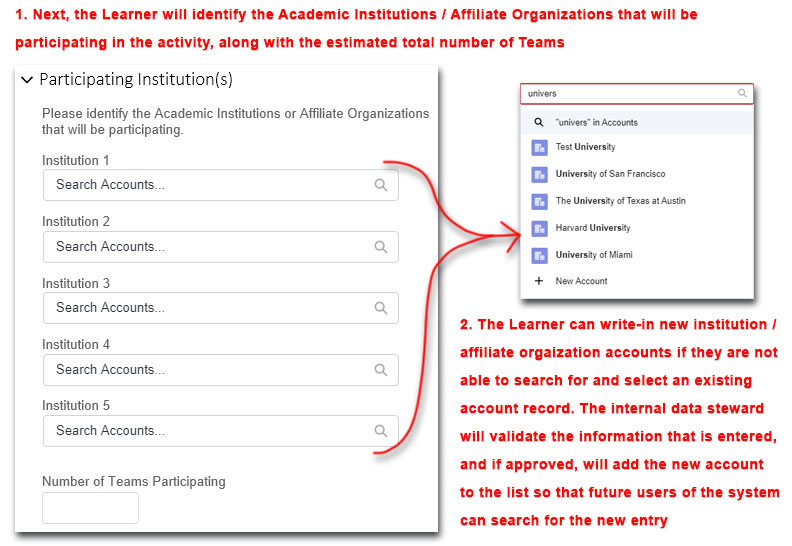 1. Next, the Learner will identify the Academic Institutions / Affiliate Organizations that will be
participating in the activity, along with the estimated total number of Teams
Participating Institution(s)
Please identify the Academic Institutions or Affiliate Organizations
that will be participating.
Institution 1
Search Accounts...
Institution 2
Search Accounts...
Institution 3
Search Accounts...
Institution 4
Search Accounts...
Institution 5
Search Accounts...
Number of Teams Participating
univers
"univers" in Accounts
Test University
University of San Francisco
The University of Texas at Austin
Harvard University
University of Miami
New Account
2. The Learner can write-in new institution /
affiliate orgaization accounts if they are not
able to search for and select an existing
account record. The internal data steward
will validate the information that is entered,
and if approved, will add the new account
to the list so that future users of the system
can search for the new entry